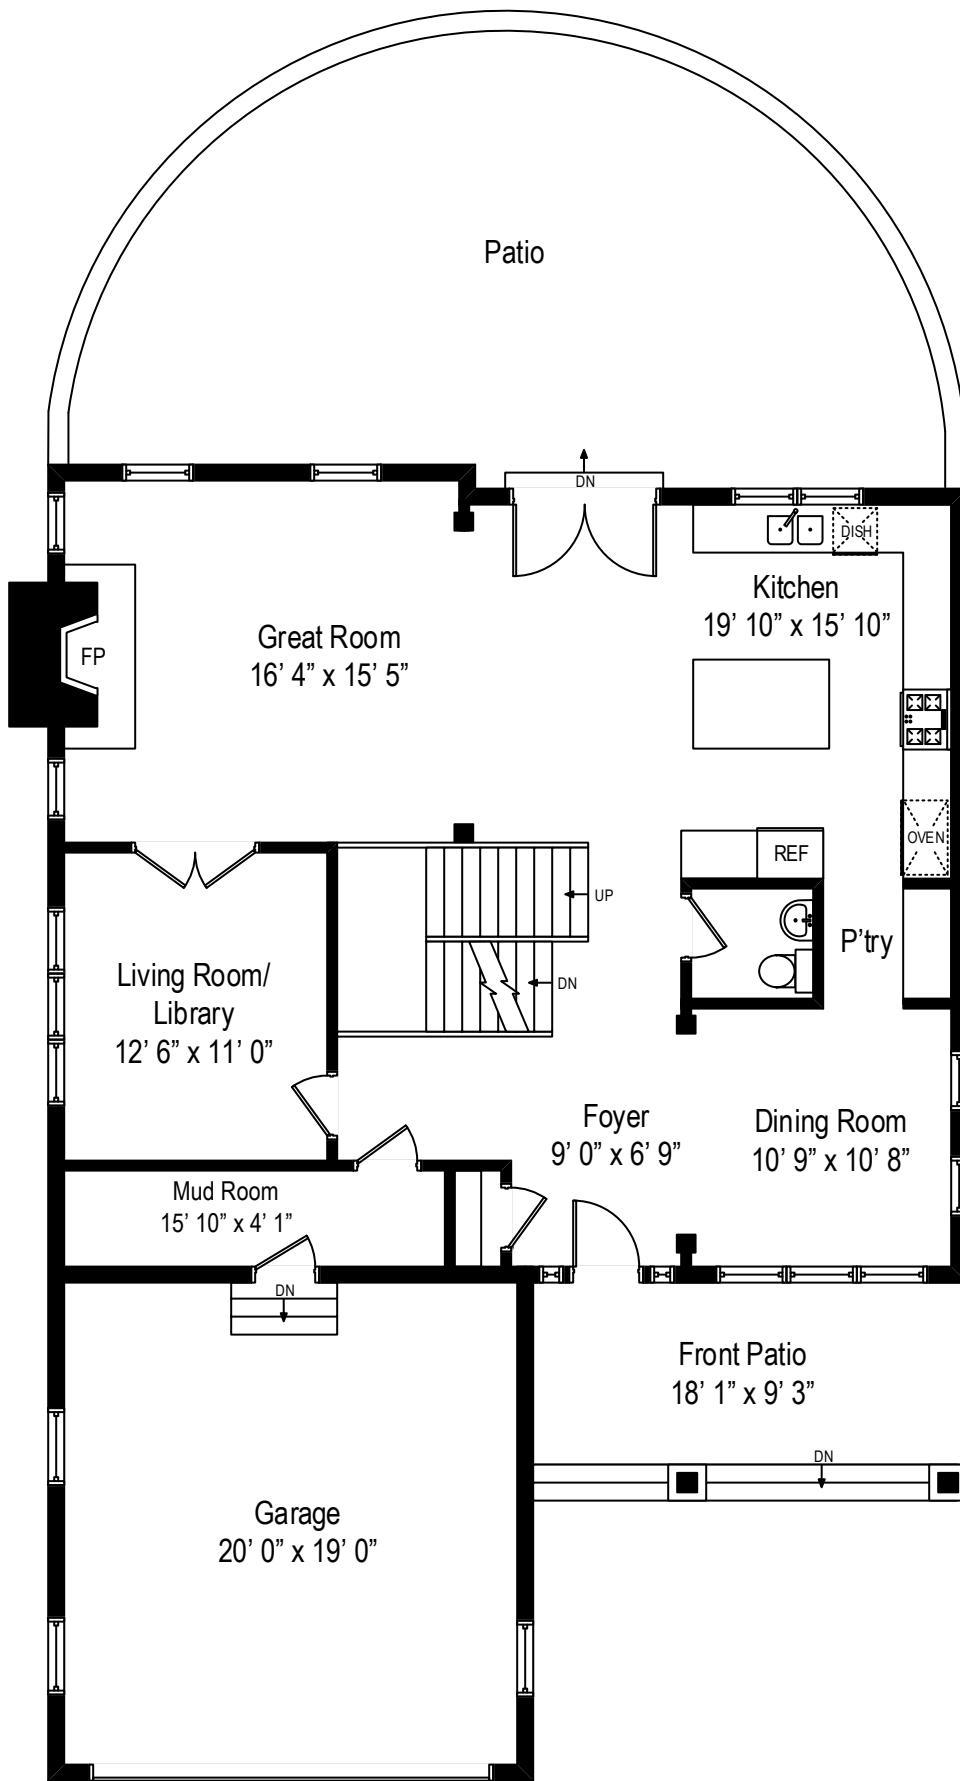 Patio
DN
DISH
Kitchen
19’ 10” x 15’ 10”
Great Room
16’ 4” x 15’ 5”
FP
OVEN
REF
UP
P’try
Living Room/
Library
12’ 6” x 11’ 0”
DN
Foyer
9’ 0” x 6’ 9”
Dining Room
10’ 9” x 10’ 8”
Mud Room
15’ 10” x 4’ 1”
DN
Front Patio
18’ 1” x 9’ 3”
DN
Garage
20’ 0” x 19’ 0”